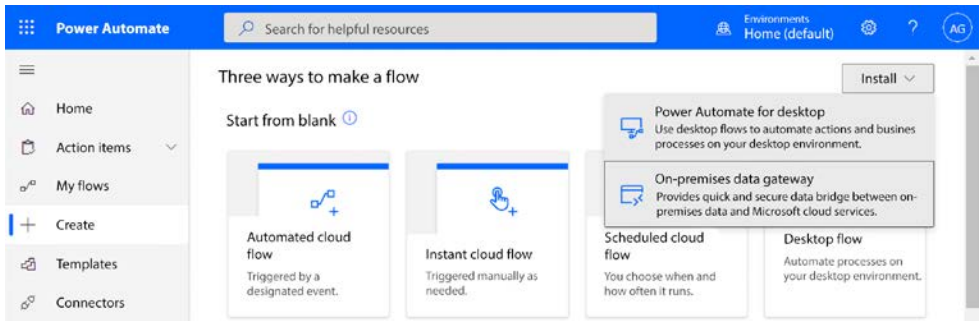 Power Automate
Search for helpful resources
Environments
Home (default)
?
AG
Three ways to make a flow
Install
Home
Action items
My flows
Create
Templates
Connectors
Start from blank
Power Automate for desktop
Use desktop flows to automate actions and busines
processes on your desktop environment.
On-premises data gateway
Provides quick and secure data bridge between on-
premises data and Microsoft cloud services.
Automated cloud
flow
Triggered by a
designated event.
Instant cloud flow
Triggered manually as
needed.
Scheduled cloud
flow
You choose when and
how often it runs.
Desktop flow
Automate processes on
your desktop environment.